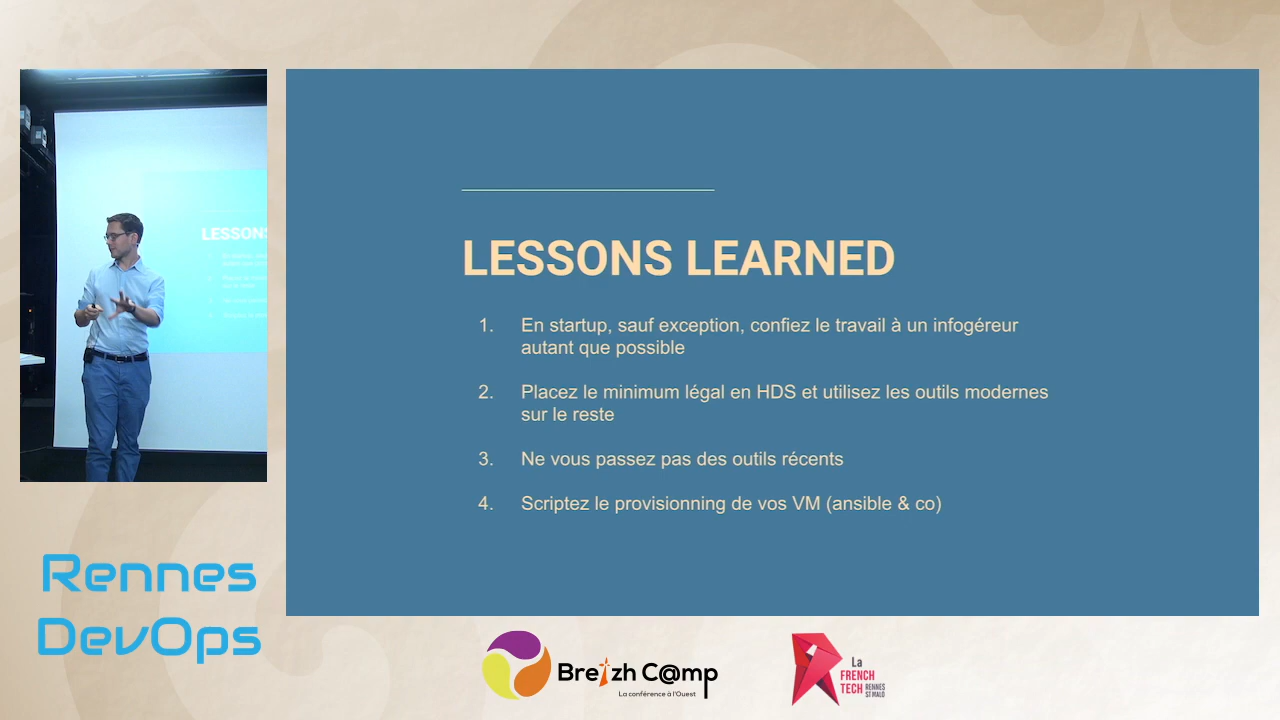 LESSONS
LESSONS LEARNED
1. En startup, sauf exception, confiez le travail à un infogéreur
autant que possible
2. Placez le minimum légal en HDS et utilisez les outils modernes
sur le reste
3. Ne vous passez pas des outils récents
4. Scriptez le provisionning de vos VM (ansible & co)
Rennes
DevOps
Breizh C@mp
La conférence à l'Ouest
La
FRENCH
TECH RENNES
ST MALO